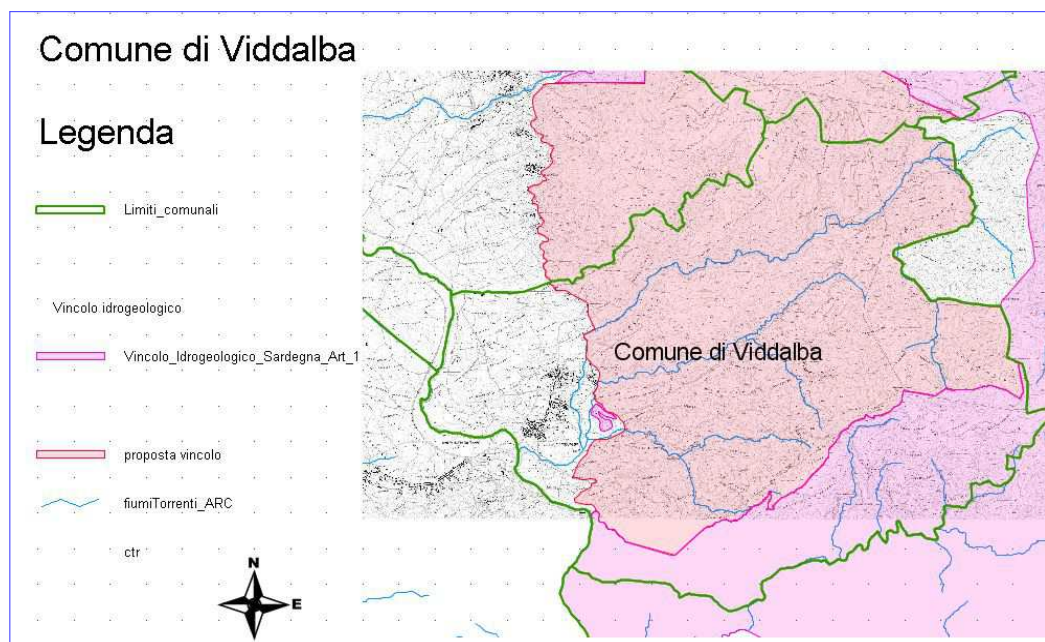 Comune di Viddalba
Legenda
Limiti_comunali
Vincolo idrogeologico
Vincolo_Idrogeologico_Sardegna_Art_1
proposta vincolo
fiumiTorrenti_ARC
ctr
N
E
Comune di Viddalba